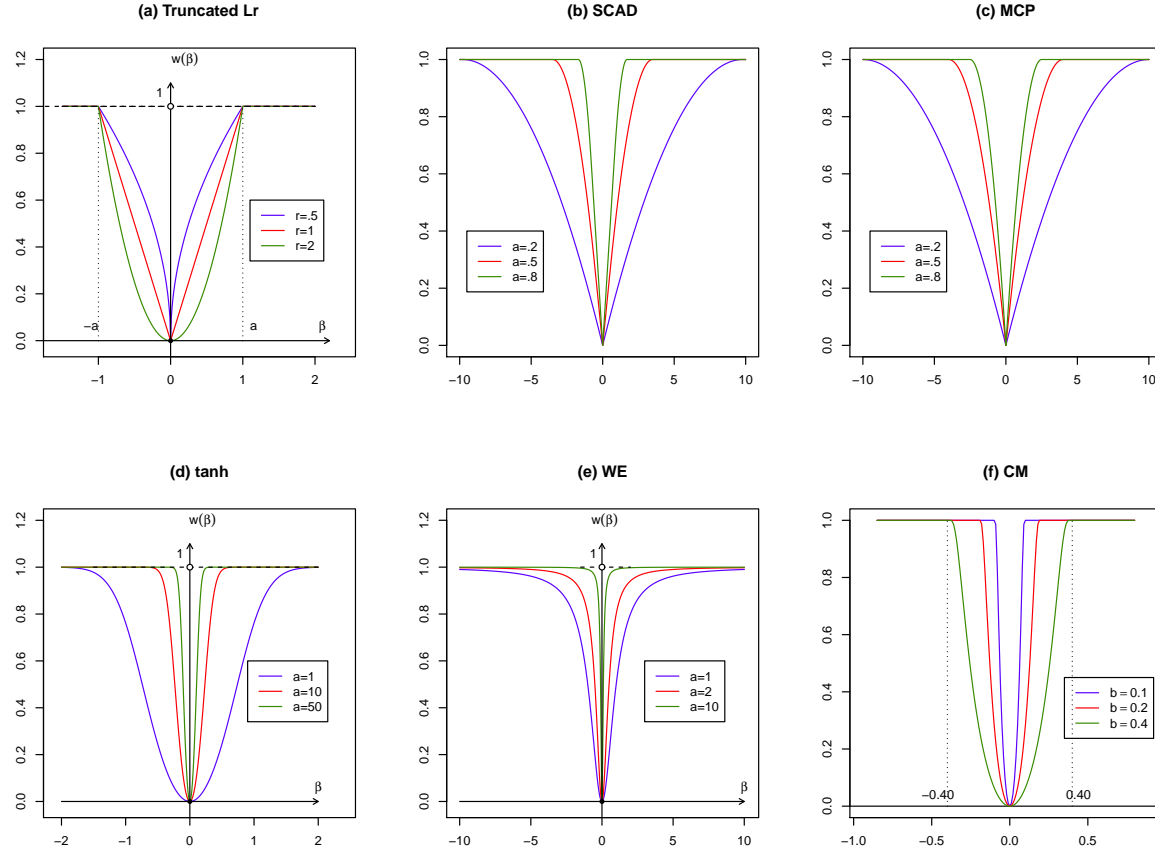 (a) Truncated Lr
w(β)
1
0.0 0.2 0.4 0.6 0.8 1.0 1.2
r=.5
r=1
r=2
−a a β
−1 0 1 2
(b) SCAD
0.0 0.2 0.4 0.6 0.8 1.0
a=.2
a=.5
a=.8
−10 −5 0 5 10
(c) MCP
0.0 0.2 0.4 0.6 0.8 1.0
a=.2
a=.5
a=.8
−10 −5 0 5 10
(d) tanh
w(β)
1
0.0 0.2 0.4 0.6 0.8 1.0 1.2
a=1
a=10
a=50
β
−2 −1 0 1 2
(e) WE
w(β)
1
0.0 0.2 0.4 0.6 0.8 1.0 1.2
a=1
a=2
a=10
β
−10 −5 0 5 10
(f) CM
0.0 0.2 0.4 0.6 0.8 1.0
b = 0.1
b = 0.2
b = 0.4
−0.40 0.40
−1.0 −0.5 0.0 0.5